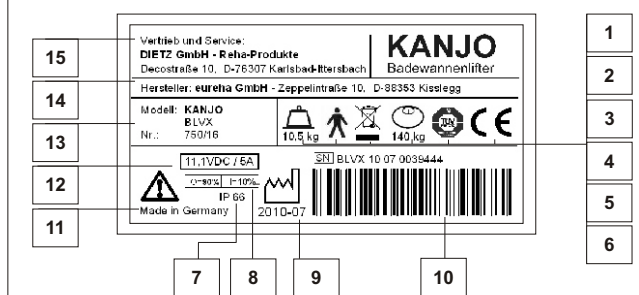 Vertrieb und Service:
DIETZ GmbH - Reha-Produkte
Decostraße 10, D-76307 Karlsbad-Ittersbach
KANJO
Badewannenlifter
Hersteller: eureha GmbH - Zeppelintraße 10, D-88353 Kisslegg
Modell: KANJO
BLVX
Nr.: 750/16
10,5 kg
140 kg
TÜV
CE
11,1VDC / 5A
SN BLVX 10 07 0039444
O=90% I=10%
IP 66
Made in Germany
2010-07
15
14
13
12
11
1
2
3
4
5
6
7
8
9
10